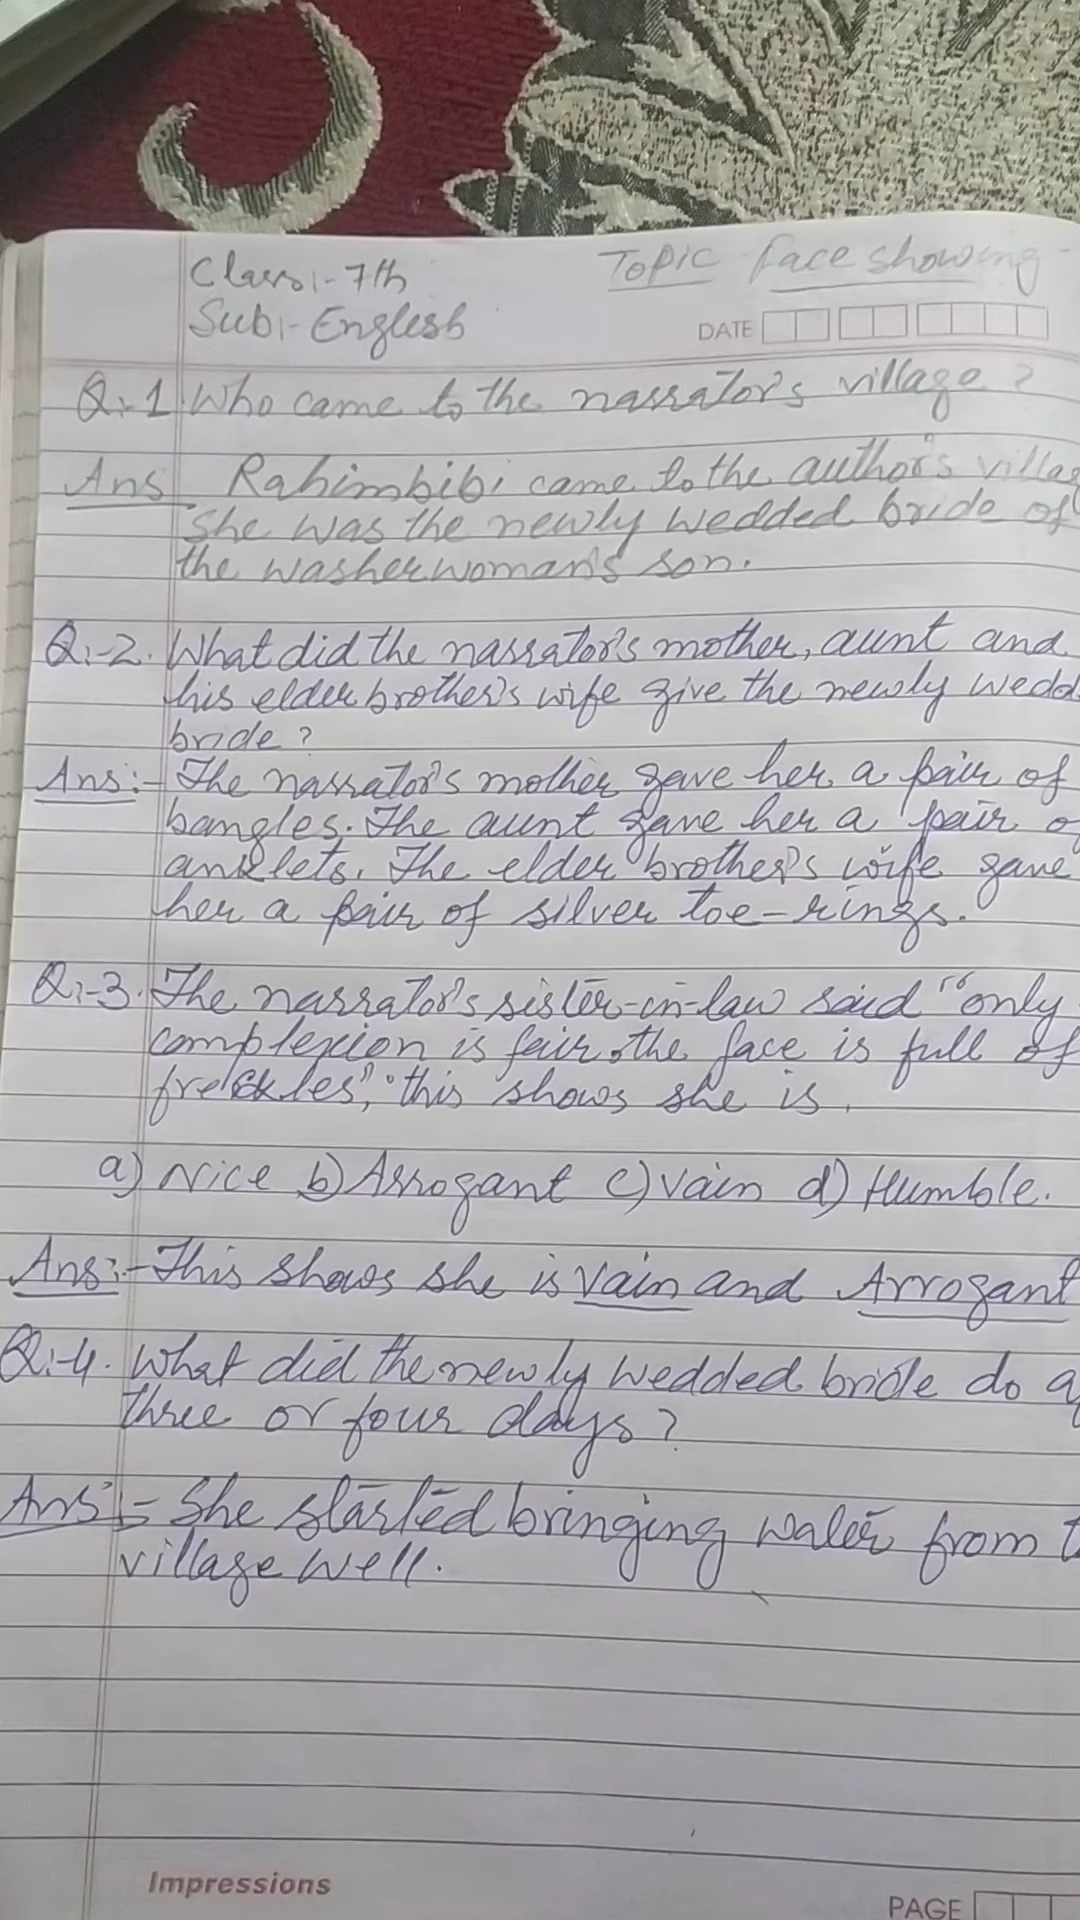 Class:-7th
Topic face showing
Sub:-English
DATE
Q:-1 Who came to the narrator's village?
Ans Rahimbibi came to the author's villag
She was the newly wedded bride of
the washerwoman's son.
Q:-2. What did the narrator's mother, aunt and
his elder brother's wife give the newly wedd
bride?
Ans:- The narrator's mother gave her a pair of
bangles. The aunt gave her a pair o
anklets. The elder brother's wife gave
her a pair of silver toe-rings.
Q:-3. The narrator's sister-in-law said "only
complexion is fair, the face is full of
freckles", this shows she is.
a) Nice b) Arrogant c) vain d) Humble.
Ans:- This shows she is vain and Arrogant
Q:-4. What did the newly wedded bride do a
three or four days?
Ans:- She started bringing water from t
village well.
Impressions
PAGE